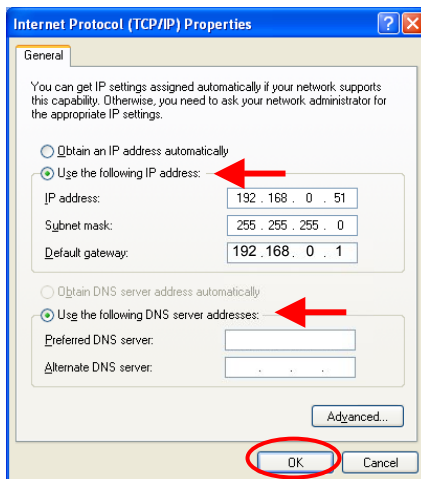 Internet Protocol (TCP/IP) Properties
General
You can get IP settings assigned automatically if your network supports
this capability. Otherwise, you need to ask your network administrator for
the appropriate IP settings.
Obtain an IP address automatically
Use the following IP address:
IP address: 192 . 168 . 0 . 51
Subnet mask: 255 . 255 . 255 . 0
Default gateway: 192 . 168 . 0 . 1
Obtain DNS server address automatically
Use the following DNS server addresses:
Preferred DNS server:
Alternate DNS server: . . .
Advanced...
OK Cancel